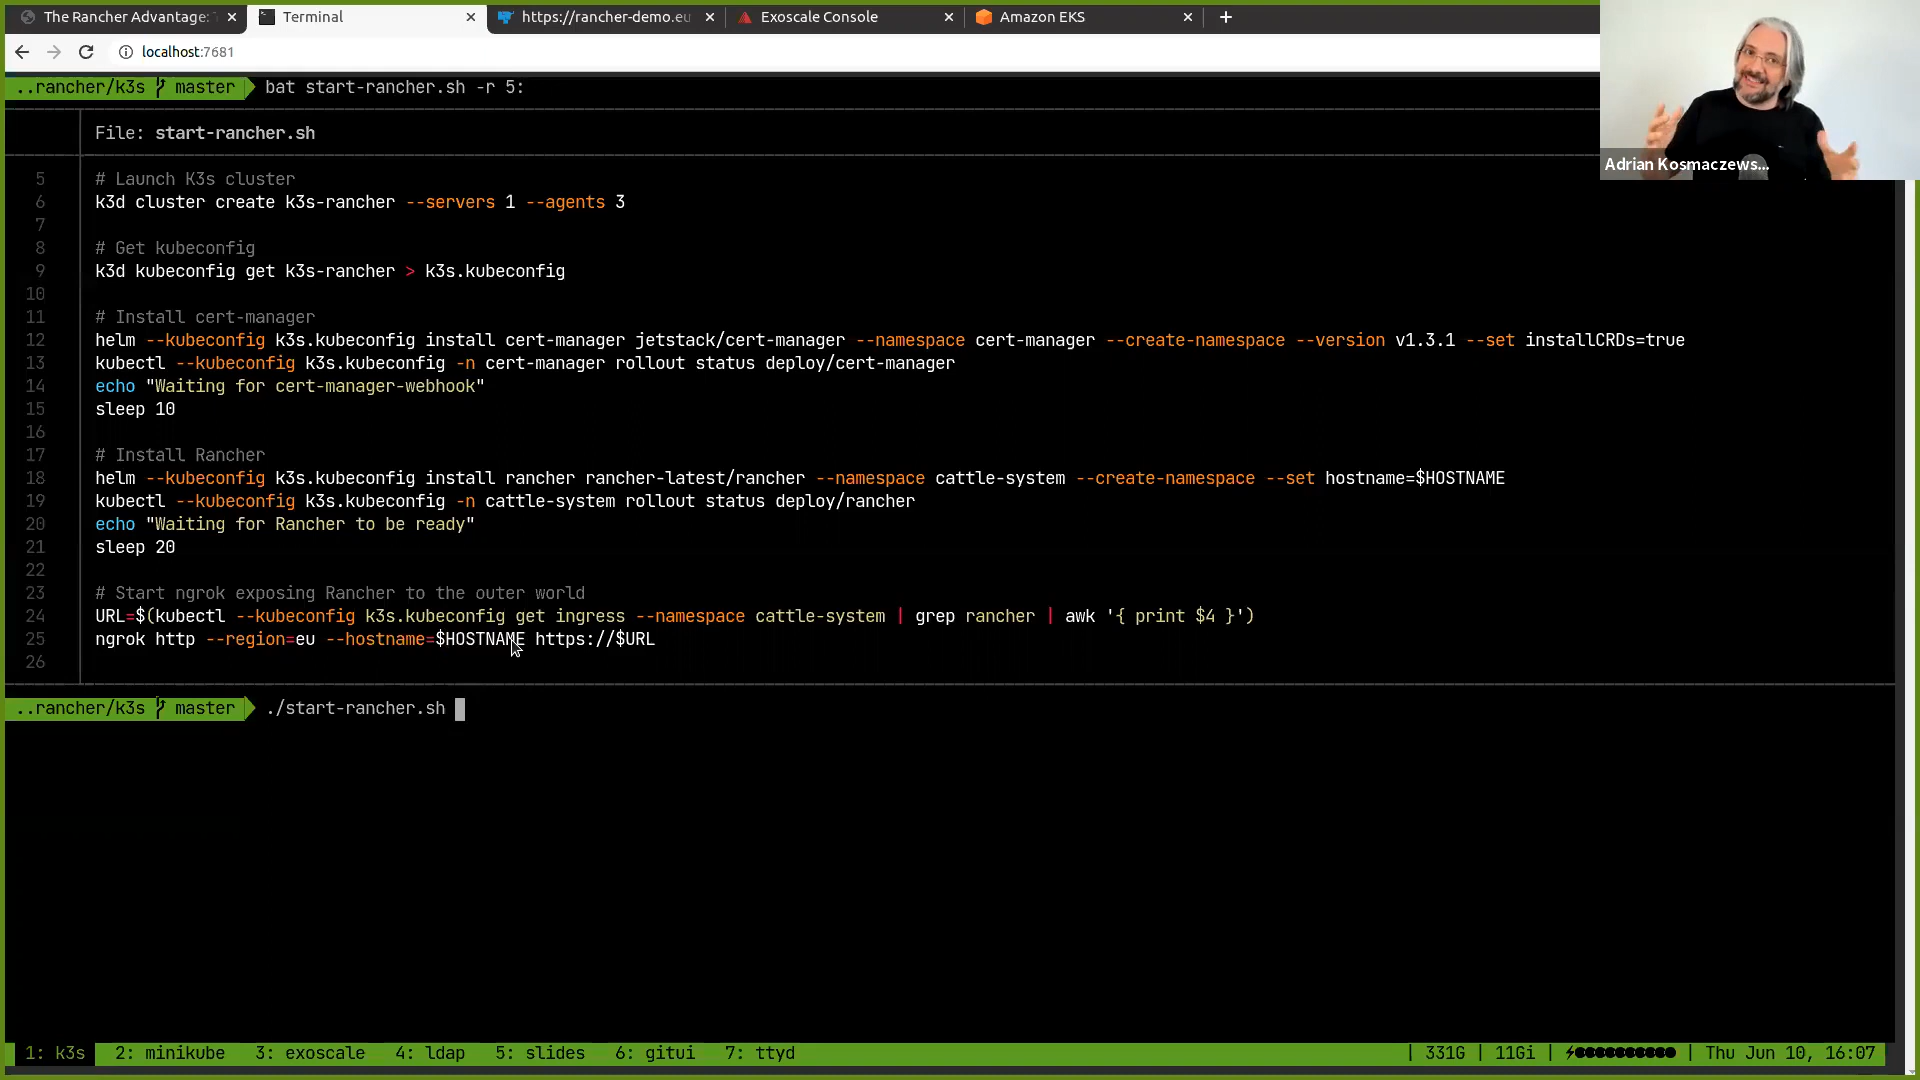 The Rancher Advantage:
Terminal
https://rancher-demo.eu
Exoscale Console
Amazon EKS
localhost:7681
..rancher/k3s master bat start-rancher.sh -r 5:
File: start-rancher.sh
5 # Launch K3s cluster
6 k3d cluster create k3s-rancher --servers 1 --agents 3
7
8 # Get kubeconfig
9 k3d kubeconfig get k3s-rancher > k3s.kubeconfig
10
11 # Install cert-manager
12 helm --kubeconfig k3s.kubeconfig install cert-manager jetstack/cert-manager --namespace cert-manager --create-namespace --version v1.3.1 --set installCRDs=true
13 kubectl --kubeconfig k3s.kubeconfig -n cert-manager rollout status deploy/cert-manager
14 echo "Waiting for cert-manager-webhook"
15 sleep 10
16
17 # Install Rancher
18 helm --kubeconfig k3s.kubeconfig install rancher rancher-latest/rancher --namespace cattle-system --create-namespace --set hostname=$HOSTNAME
19 kubectl --kubeconfig k3s.kubeconfig -n cattle-system rollout status deploy/rancher
20 echo "Waiting for Rancher to be ready"
21 sleep 20
22
23 # Start ngrok exposing Rancher to the outer world
24 URL=$(kubectl --kubeconfig k3s.kubeconfig get ingress --namespace cattle-system | grep rancher | awk '{ print $4 }')
25 ngrok http --region=eu --hostname=$HOSTNAME https://$URL
26
..rancher/k3s master ./start-rancher.sh
1: k3s 2: minikube 3: exoscale 4: ldap 5: slides 6: gitui 7: ttyd | 331G | 11Gi | ⚡●●●●●●●●●● | Thu Jun 10, 16:07
Adrian Kosmaczews...